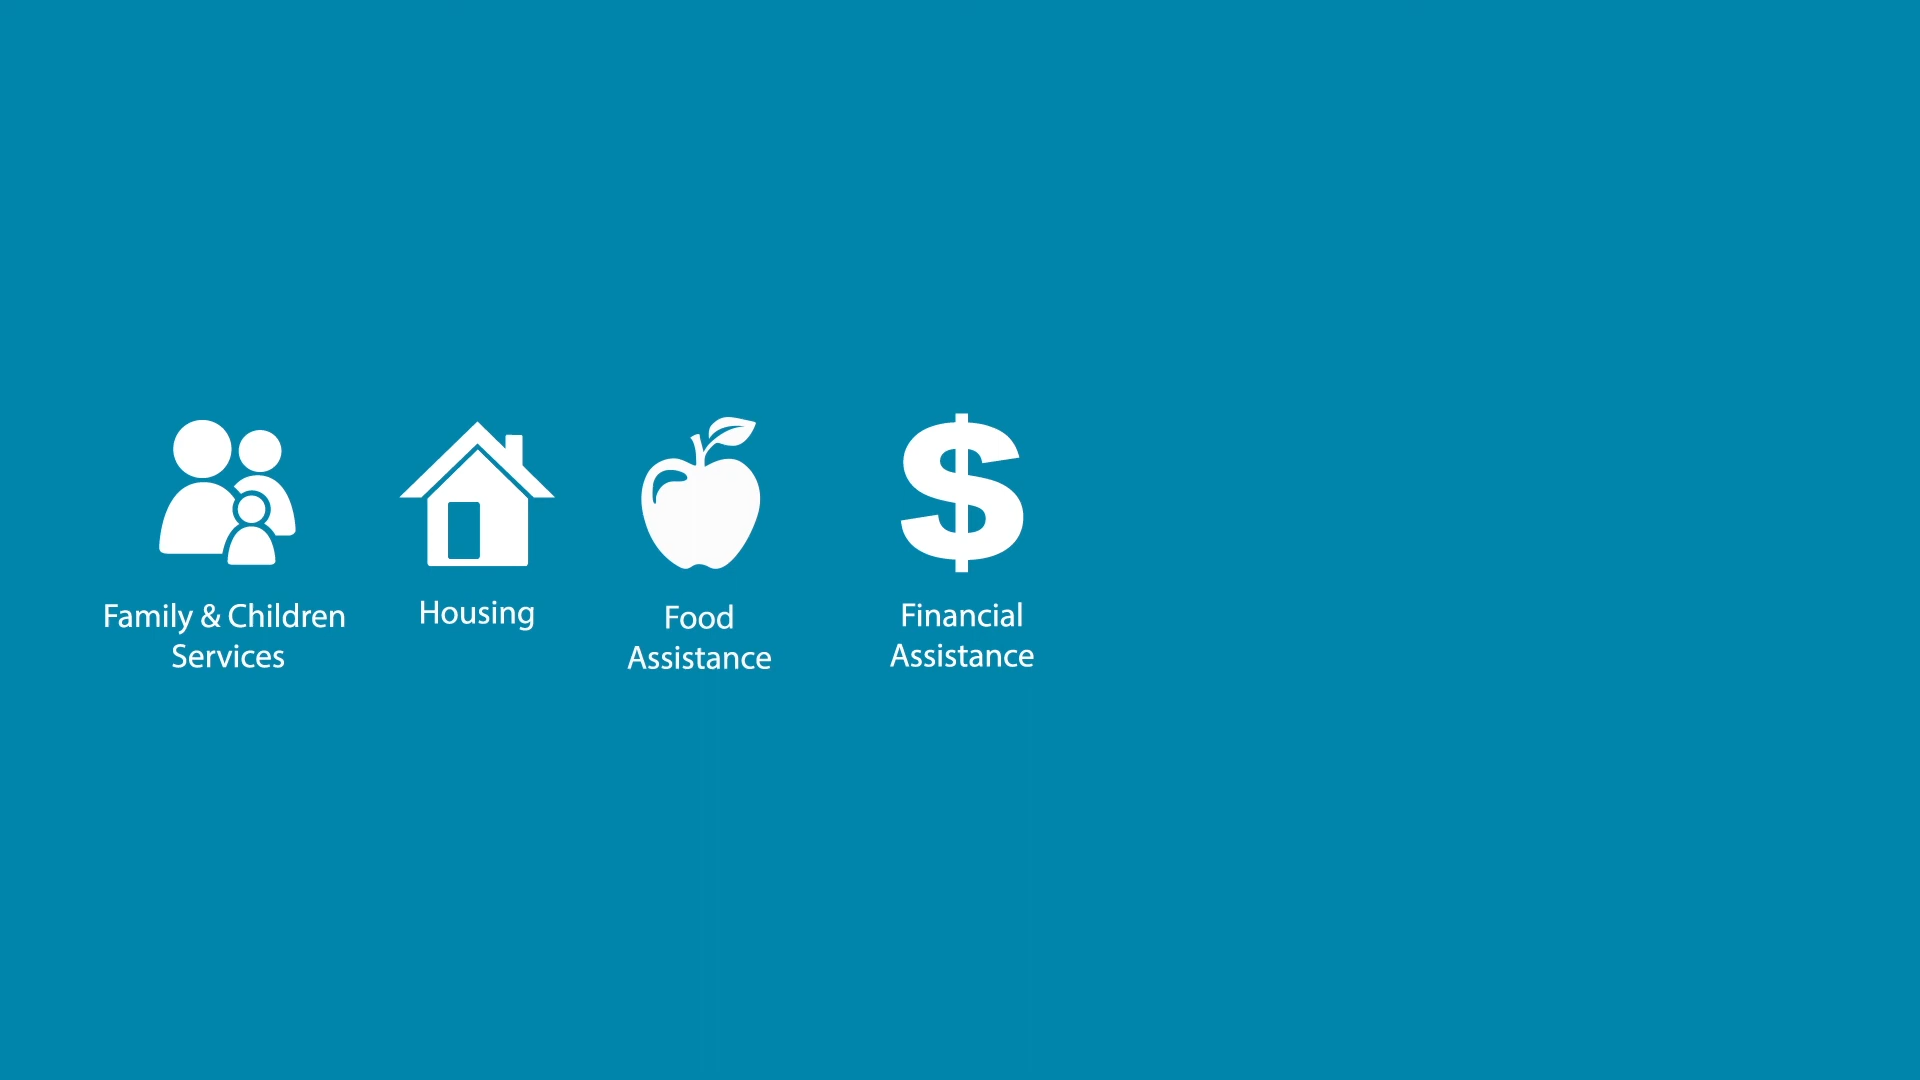 Family & Children
Services
Housing
Food
Assistance
$
Financial
Assistance